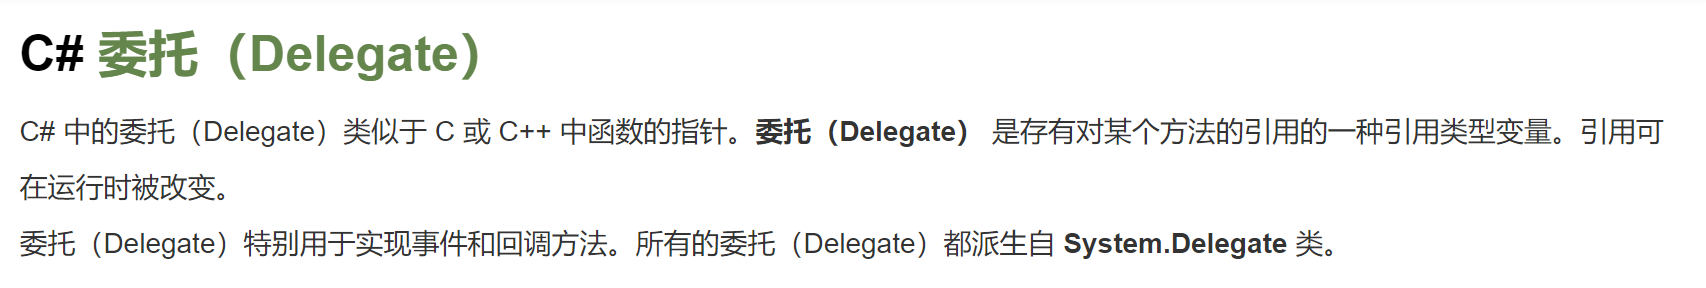 C# 委托（Delegate）
C# 中的委托（Delegate）类似于 C 或 C++ 中函数的指针。委托（Delegate） 是存有对某个方法的引用的一种引用类型变量。引用可
在运行时被改变。
委托（Delegate）特别用于实现事件和回调方法。所有的委托（Delegate）都派生自 System.Delegate 类。